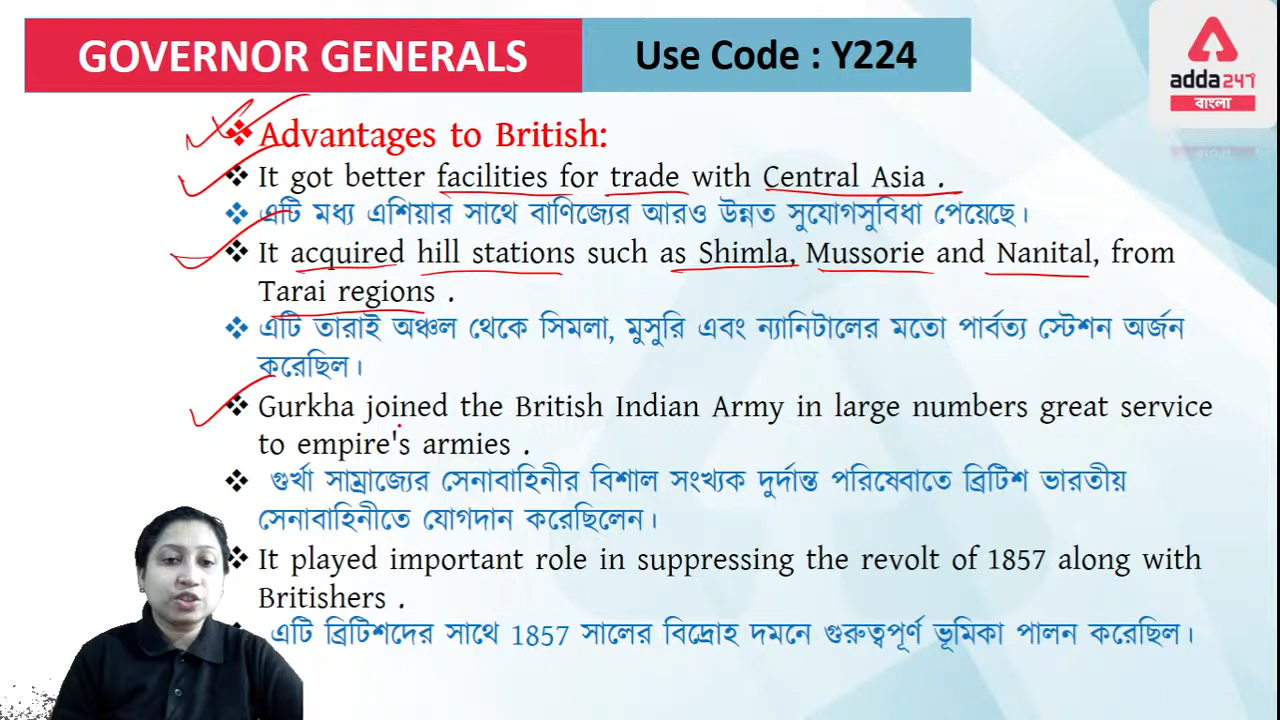 GOVERNOR GENERALS
Use Code : Y224
adda247
বাংলা
Advantages to British:
It got better facilities for trade with Central Asia .
এটি মধ্য এশিয়ার সাথে বাণিজ্যের আরও উন্নত সুযোগসুবিধা পেয়েছে।
It acquired hill stations such as Shimla, Mussorie and Nanital, from
Tarai regions .
এটি তারাই অঞ্চল থেকে সিমলা, মুসুরি এবং ন্যানিটালের মতো পার্বত্য স্টেশন অর্জন
করেছিল।
Gurkha joined the British Indian Army in large numbers great service
to empire's armies .
গুর্খা সাম্রাজ্যের সেনাবাহিনীর বিশাল সংখ্যক দুর্দান্ত পরিষেবাতে ব্রিটিশ ভারতীয়
সেনাবাহিনীতে যোগদান করেছিলেন।
It played important role in suppressing the revolt of 1857 along with
Britishers .
এটি ব্রিটিশদের সাথে 1857 সালের বিদ্রোহ দমনে গুরুত্বপূর্ণ ভূমিকা পালন করেছিল।